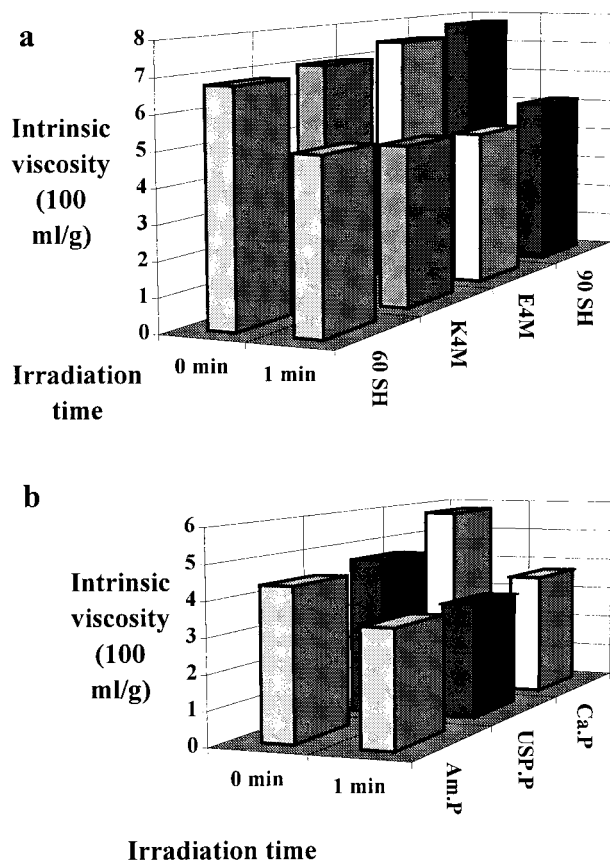 a
8
7
6
5
4
3
2
1
0
Intrinsic
viscosity
(100
ml/g)
Irradiation
time
0 min
1 min
60 SH
K4M
E4M
90 SH
b
6
5
4
3
2
1
0
Intrinsic
viscosity
(100
ml/g)
0 min
1 min
Am.P
USP.P
Ca.P
Irradiation time